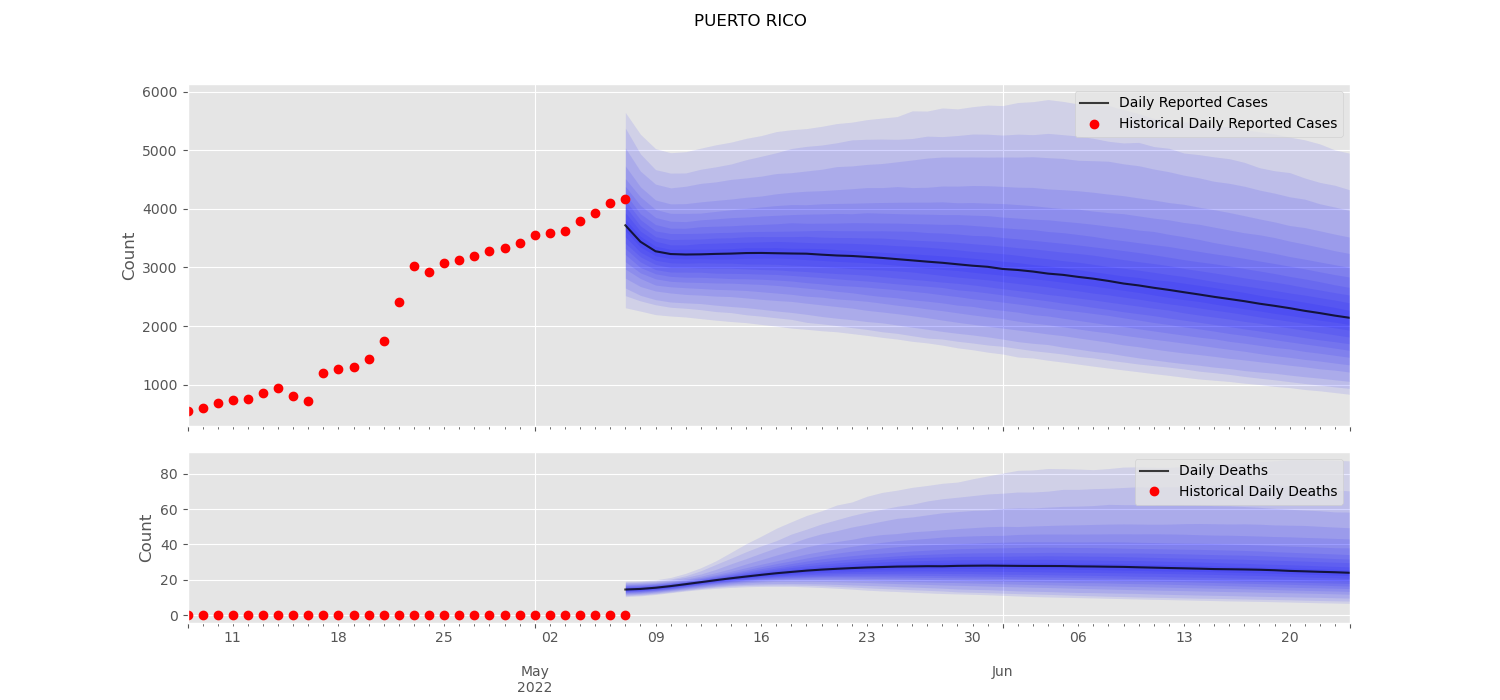 PUERTO RICO
6000
5000
4000
3000
2000
1000
Count
Daily Reported Cases
Historical Daily Reported Cases
80
60
40
20
0
Count
Daily Deaths
Historical Daily Deaths
11 18 25 02 09 16 23 30 06 13 20
May Jun
2022